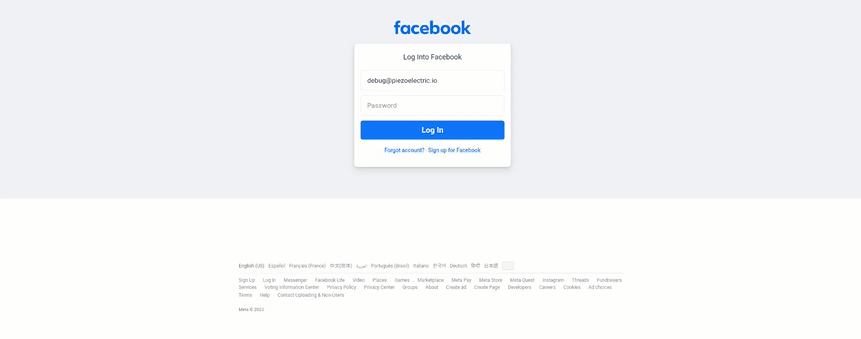 facebook
Log Into Facebook
debug@piezoelectric.io
Password
Log In
Forgot account? · Sign up for Facebook
English (US) Español Français (France) 中文(简体) العربية Português (Brasil) Italiano 한국어 Deutsch हिन्दी 日本語
Sign Up Log In Messenger Facebook Lite Video Places Games Marketplace Meta Pay Meta Store Meta Quest Instagram Threads Fundraisers
Services Voting Information Center Privacy Policy Privacy Center Groups About Create ad Create Page Developers Careers Cookies Ad choices
Terms Help Contact Uploading & Non-Users